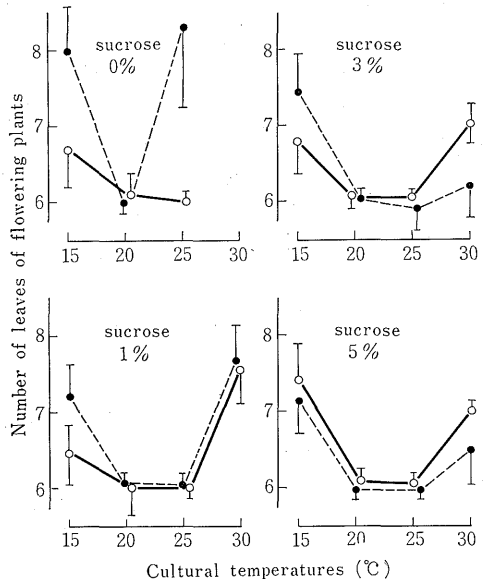 Number of leaves of flowering plants
sucrose
0%
8
7
6
15 20 25 30
sucrose
3%
8
7
6
15 20 25 30
sucrose
1%
8
7
6
15 20 25 30
sucrose
5%
8
7
6
15 20 25 30
Cultural temperatures (℃)